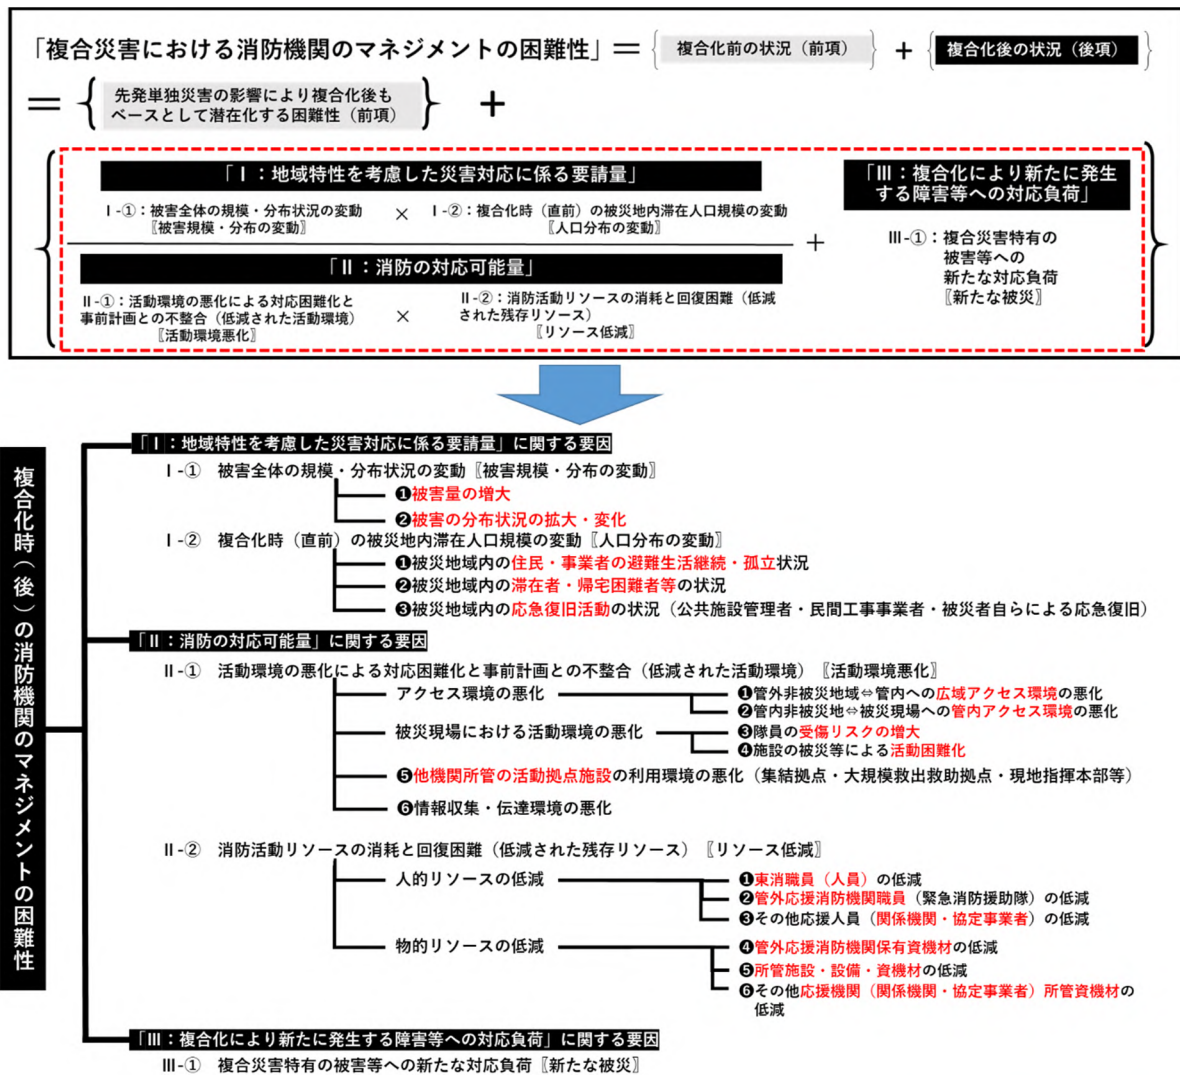 「複合災害における消防機関のマネジメントの困難性」＝｛複合化前の状況（前項）｝＋｛複合化後の状況（後項）｝
＝｛先発単独災害の影響により複合化後も
ベースとして潜在化する困難性（前項）｝＋
「Ⅰ：地域特性を考慮した災害対応に係る要請量」
Ⅰ-①：被害全体の規模・分布状況の変動
〖被害規模・分布の変動〗
×
Ⅰ-②：複合化時（直前）の被災地内滞在人口規模の変動
〖人口分布の変動〗
「Ⅱ：消防の対応可能量」
Ⅱ-①：活動環境の悪化による対応困難化と
事前計画との不整合（低減された活動環境）
〖活動環境悪化〗
×
Ⅱ-②：消防活動リソースの消耗と回復困難（低減
された残存リソース）
〖リソース低減〗
＋
「Ⅲ：複合化により新たに発生
する障害等への対応負荷」
Ⅲ-①：複合災害特有の
被害等への
新たな対応負荷
〖新たな被災〗
複合化時（後）の消防機関のマネジメントの困難性
「Ⅰ：地域特性を考慮した災害対応に係る要請量」に関する要因
Ⅰ-① 被害全体の規模・分布状況の変動〖被害規模・分布の変動〗
❶被害量の増大
❷被害の分布状況の拡大・変化
Ⅰ-② 複合化時（直前）の被災地内滞在人口規模の変動〖人口分布の変動〗
❶被災地域内の住民・事業者の避難生活継続・孤立状況
❷被災地域内の滞在者・帰宅困難者等の状況
❸被災地域内の応急復旧活動の状況（公共施設管理者・民間工事事業者・被災者自らによる応急復旧）
「Ⅱ：消防の対応可能量」に関する要因
Ⅱ-① 活動環境の悪化による対応困難化と事前計画との不整合（低減された活動環境）〖活動環境悪化〗
アクセス環境の悪化
❶管外非被災地域⇔管内への広域アクセス環境の悪化
❷管内非被災地⇔被災現場への管内アクセス環境の悪化
被災現場における活動環境の悪化
❸隊員の受傷リスクの増大
❹施設の被災等による活動困難化
❺他機関所管の活動拠点施設の利用環境の悪化（集結拠点・大規模救出救助拠点・現地指揮本部等）
❻情報収集・伝達環境の悪化
Ⅱ-② 消防活動リソースの消耗と回復困難（低減された残存リソース）〖リソース低減〗
人的リソースの低減
❶東消職員（人員）の低減
❷管外応援消防機関職員（緊急消防援助隊）の低減
❸その他応援人員（関係機関・協定事業者）の低減
物的リソースの低減
❹管外応援消防機関保有資機材の低減
❺所管施設・設備・資機材の低減
❻その他応援機関（関係機関・協定事業者）所管資機材の
低減
「Ⅲ：複合化により新たに発生する障害等への対応負荷」に関する要因
Ⅲ-① 複合災害特有の被害等への新たな対応負荷〖新たな被災〗